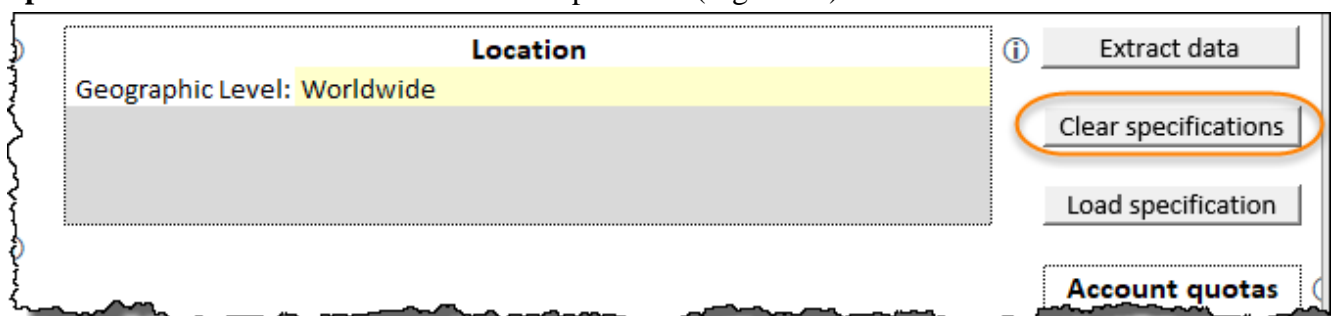 Location
Geographic Level: Worldwide
Extract data
Clear specifications
Load specification
Account quotas